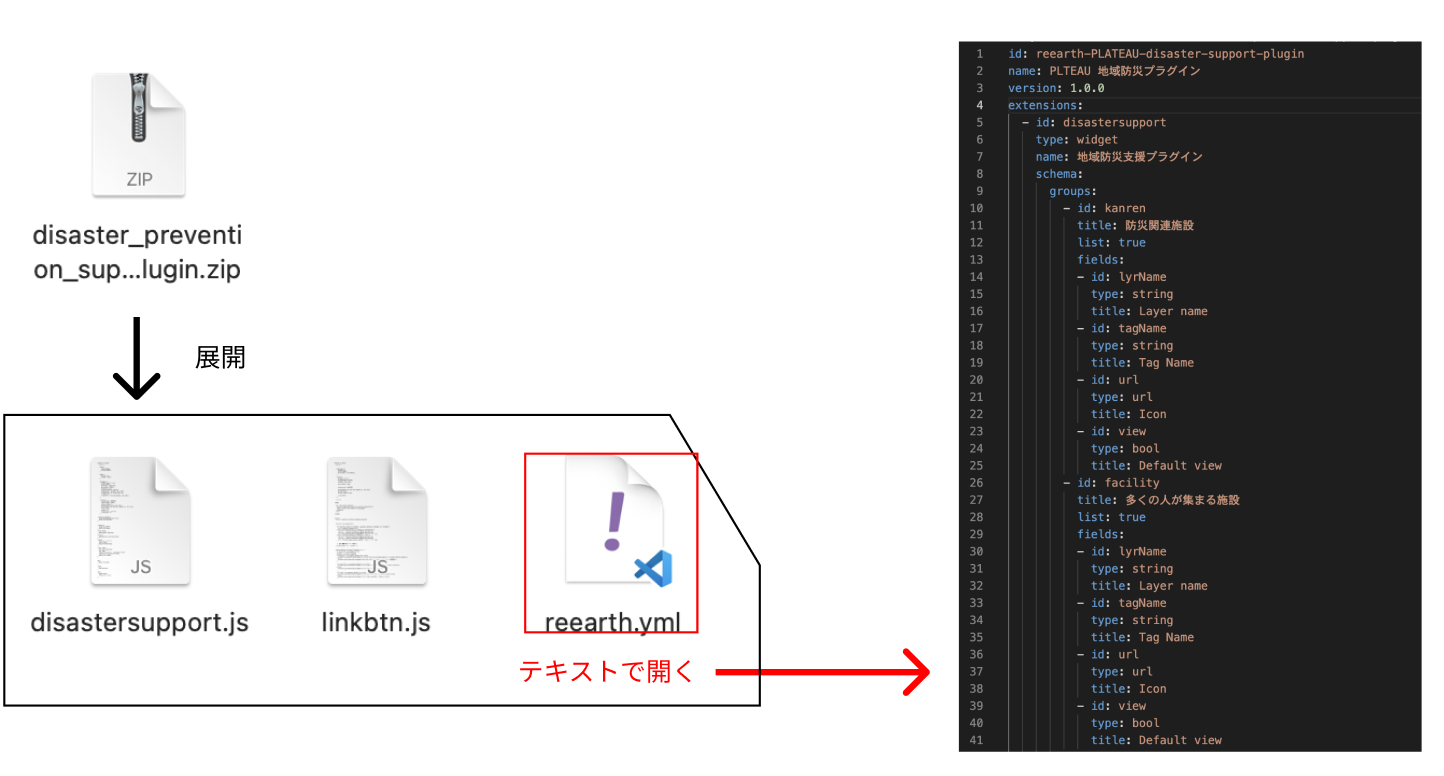 ZIP
disaster_preventi
on_sup...lugin.zip
展開
JS
disastersupport.js
JS
linkbtn.js
reearth.yml
テキストで開く
1 id: reearth-PLATEAU-disaster-support-plugin
2 name: PLTEAU 地域防災プラグイン
3 version: 1.0.0
4 extensions:
5 - id: disastersupport
6 type: widget
7 name: 地域防災支援プラグイン
8 schema:
9 groups:
10 - id: kanren
11 title: 防災関連施設
12 list: true
13 fields:
14 - id: lyrName
15 type: string
16 title: Layer name
17 - id: tagName
18 type: string
19 title: Tag Name
20 - id: url
21 type: url
22 title: Icon
23 - id: view
24 type: bool
25 title: Default view
26 - id: facility
27 title: 多くの人が集まる施設
28 list: true
29 fields:
30 - id: lyrName
31 type: string
32 title: Layer name
33 - id: tagName
34 type: string
35 title: Tag Name
36 - id: url
37 type: url
38 title: Icon
39 - id: view
40 type: bool
41 title: Default view